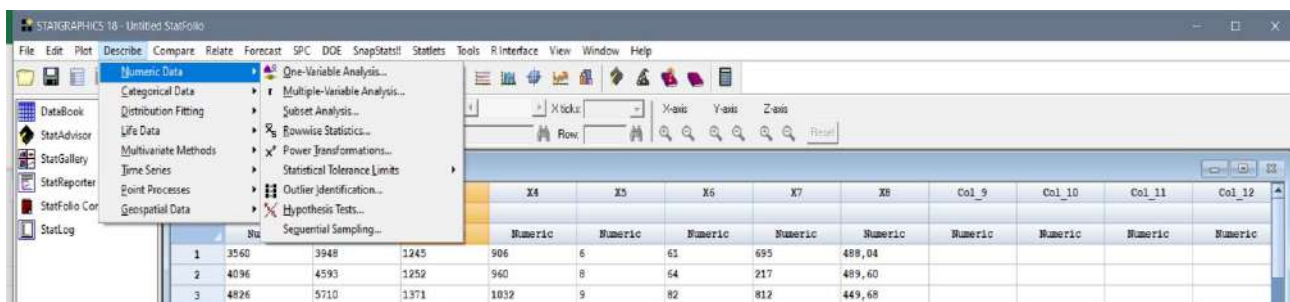 STATGRAPHICS 18 - Untitled StatFolio
File Edit Plot Describe Compare Relate Forecast SPC DOE SnapStats!! Statlets Tools R Interface View Window Help
Numeric Data
Categorical Data
Distribution Fitting
Life Data
Multivariate Methods
Time Series
Point Processes
Geospatial Data
One-Variable Analysis...
Multiple-Variable Analysis...
Subset Analysis...
Rowwise Statistics...
Power Transformations...
Statistical Tolerance Limits
Outlier Identification...
Hypothesis Tests...
Sequential Sampling...
X ticks: X-axis Y-axis Z-axis
Row: Reset
DataBook
StatAdvisor
StatGallery
StatReporter
StatFolio Cor
StatLog
X4 X5 X6 X7 X8 Col_9 Col_10 Col_11 Col_12
Nu Numeric Numeric Numeric Numeric Numeric Numeric Numeric Numeric Numeric
1 3560 3948 1245 906 6 61 695 488,04
2 4096 4593 1252 960 8 64 217 489,60
3 4826 5710 1371 1032 9 82 812 449,68